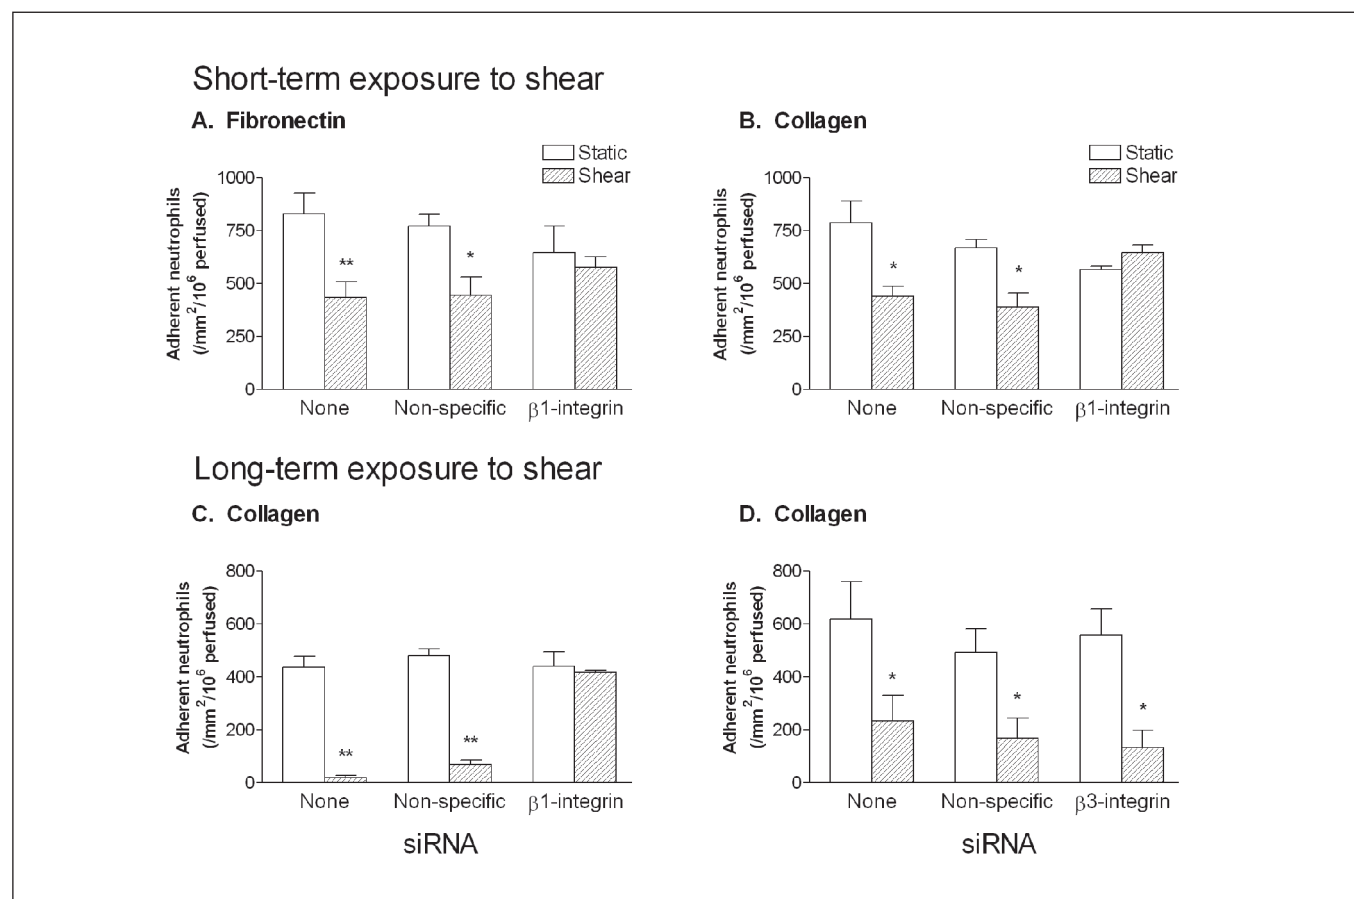 Short-term exposure to shear
A. Fibronectin
Static
Shear
Adherent neutrophils
(/mm²/10⁶ perfused)
1000
750
500
250
0
**
*
None
Non-specific
β1-integrin
B. Collagen
Static
Shear
Adherent neutrophils
(/mm²/10⁶ perfused)
1000
750
500
250
0
*
*
None
Non-specific
β1-integrin
Long-term exposure to shear
C. Collagen
Adherent neutrophils
(/mm²/10⁶ perfused)
800
600
400
200
0
**
**
None
Non-specific
β1-integrin
siRNA
D. Collagen
Adherent neutrophils
(/mm²/10⁶ perfused)
800
600
400
200
0
*
*
*
None
Non-specific
β3-integrin
siRNA